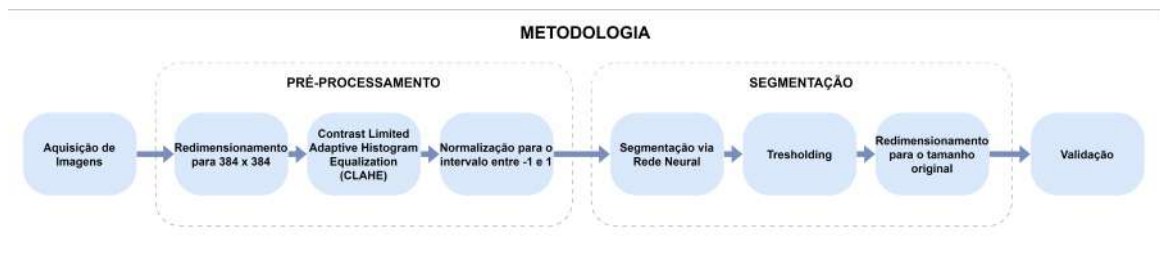 METODOLOGIA
PRÉ-PROCESSAMENTO
SEGMENTAÇÃO
Aquisição de
Imagens
Redimensionamento
para 384 x 384
Contrast Limited
Adaptive Histogram
Equalization
(CLAHE)
Normalização para o
intervalo entre -1 e 1
Segmentação via
Rede Neural
Tresholding
Redimensionamento
para o tamanho
original
Validação